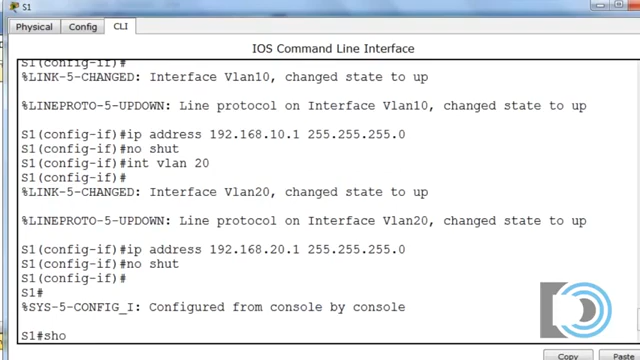 S1
Physical Config CLI
IOS Command Line Interface
S1(config-if)#
%LINK-5-CHANGED: Interface Vlan10, changed state to up
%LINEPROTO-5-UPDOWN: Line protocol on Interface Vlan10, changed state to up
S1(config-if)#ip address 192.168.10.1 255.255.255.0
S1(config-if)#no shut
S1(config-if)#int vlan 20
S1(config-if)#
%LINK-5-CHANGED: Interface Vlan20, changed state to up
%LINEPROTO-5-UPDOWN: Line protocol on Interface Vlan20, changed state to up
S1(config-if)#ip address 192.168.20.1 255.255.255.0
S1(config-if)#no shut
S1(config-if)#
S1#
%SYS-5-CONFIG_I: Configured from console by console
S1#sho
Copy Paste